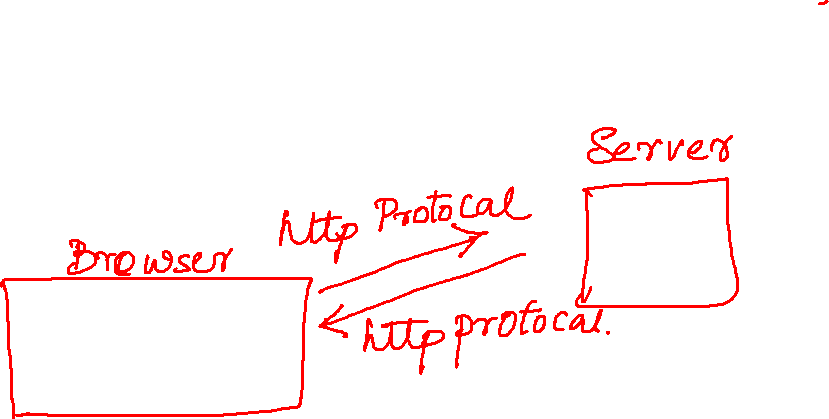 Server
http Protocal
Browser
http protocal.